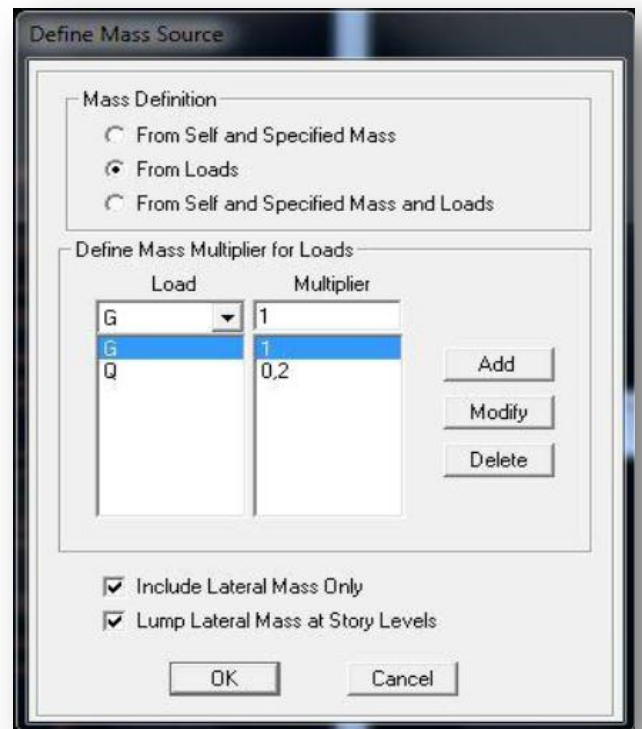 Define Mass Source
Mass Definition
From Self and Specified Mass
From Loads
From Self and Specified Mass and Loads
Define Mass Multiplier for Loads
Load Multiplier
G 1
G 1
Q 0,2
Add
Modify
Delete
Include Lateral Mass Only
Lump Lateral Mass at Story Levels
OK Cancel